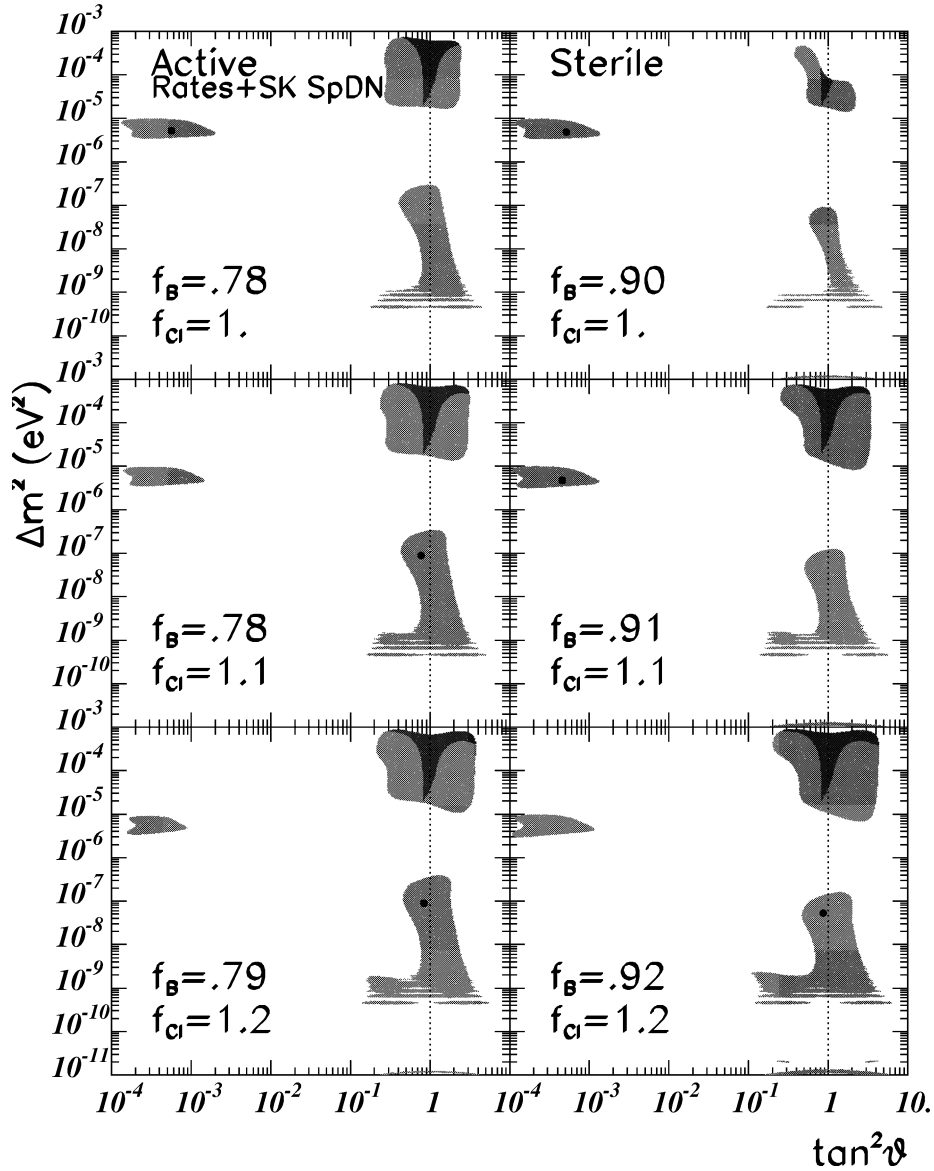 10⁻³
10⁻⁴
10⁻⁵
10⁻⁶
10⁻⁷
10⁻⁸
10⁻⁹
10⁻¹⁰
Active
Rates+SK SpDN
f_B=.78
f_Cl=1.
Sterile
f_B=.90
f_Cl=1.
10⁻³
10⁻⁴
10⁻⁵
10⁻⁶
10⁻⁷
10⁻⁸
10⁻⁹
10⁻¹⁰
Δm² (eV²)
f_B=.78
f_Cl=1.1
f_B=.91
f_Cl=1.1
10⁻³
10⁻⁴
10⁻⁵
10⁻⁶
10⁻⁷
10⁻⁸
10⁻⁹
10⁻¹⁰
10⁻¹¹
f_B=.79
f_Cl=1.2
f_B=.92
f_Cl=1.2
10⁻⁴ 10⁻³ 10⁻² 10⁻¹ 1 10⁻⁴ 10⁻³ 10⁻² 10⁻¹ 1 10.
tan²ϑ